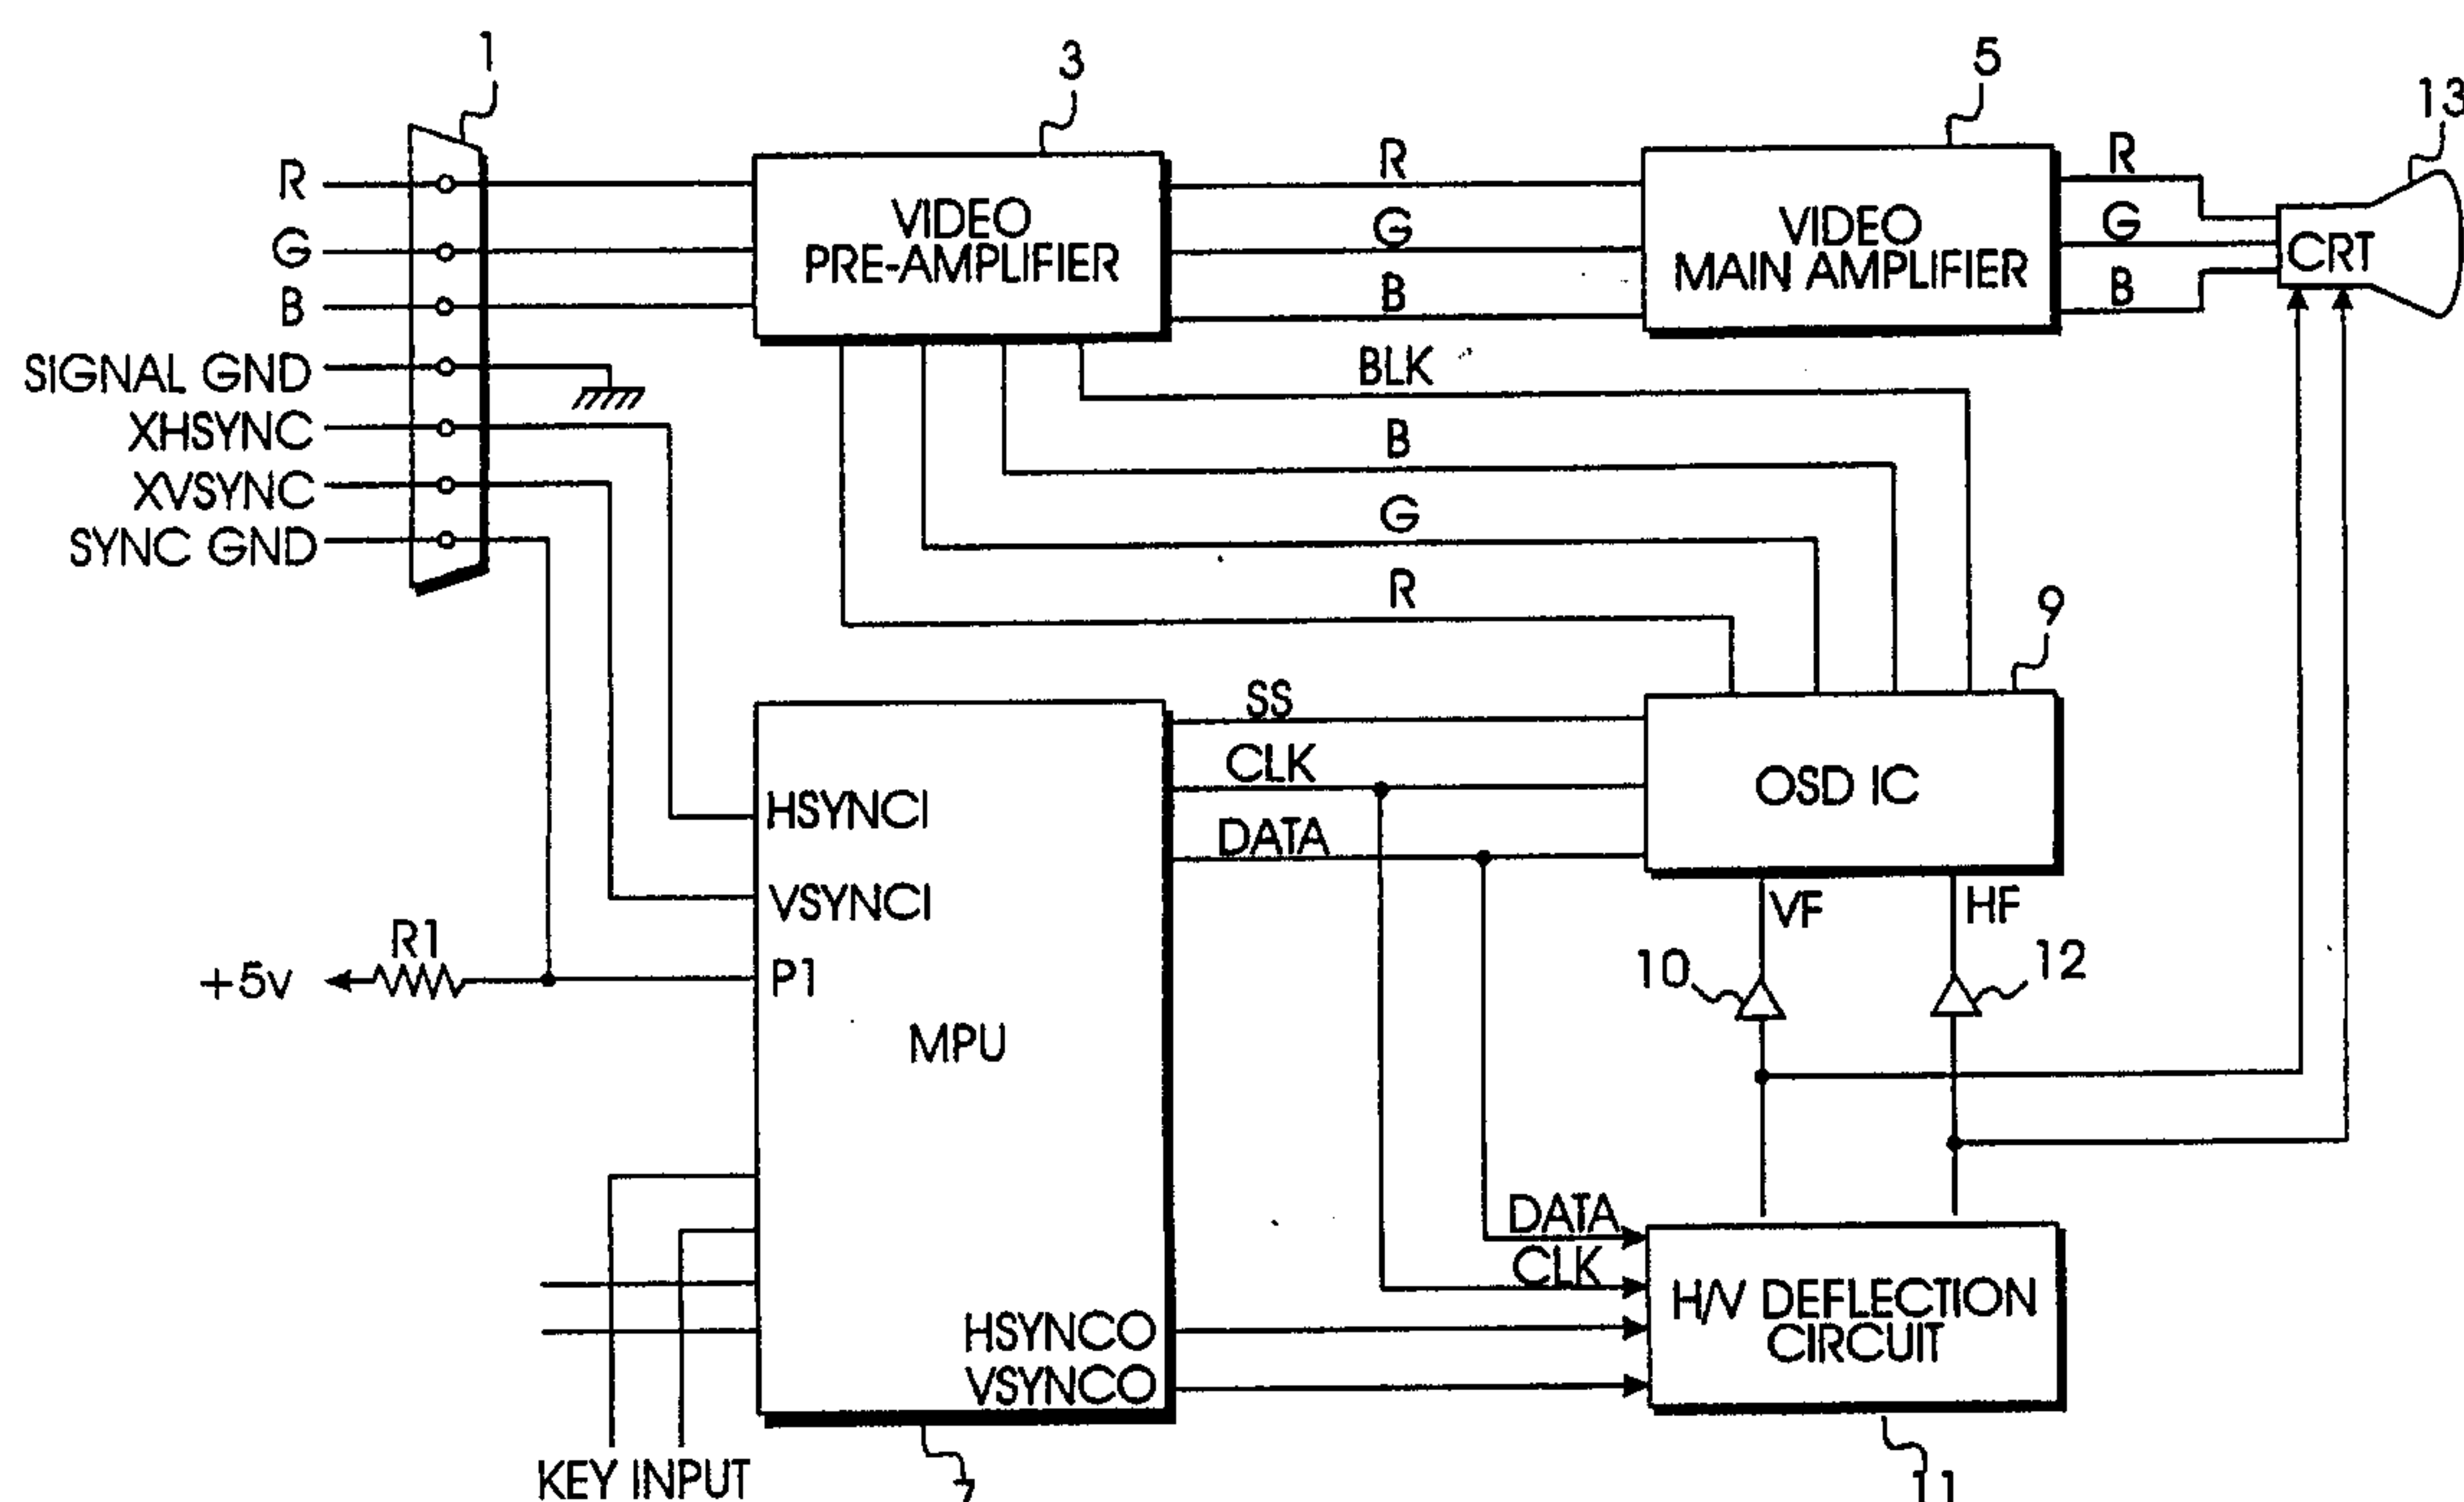 1
3
5
13
R
G
B
SIGNAL GND
XHSYNC
XVSYNC
SYNC GND
VIDEO
PRE-AMPLIFIER
R
G
B
VIDEO
MAIN AMPLIFIER
R
G
B
CRT
BLK
B
G
R
9
SS
CLK
DATA
OSD IC
HSYNCI
VSYNCI
P1
MPU
R1
+5v
VF
HF
10
12
DATA
CLK
H/V DEFLECTION
CIRCUIT
HSYNCO
VSYNCO
KEY INPUT
7
11